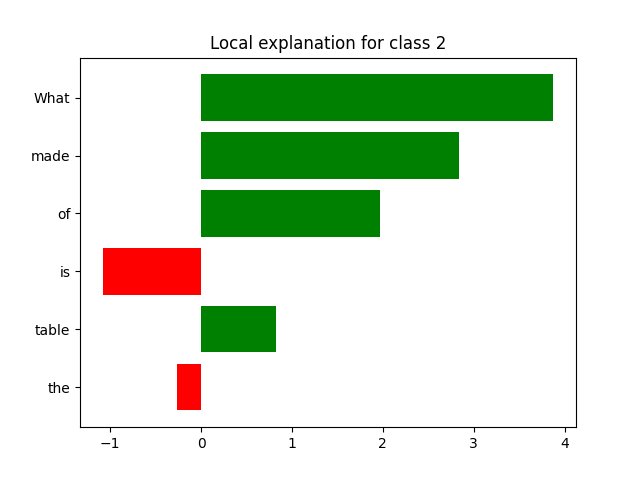 Local explanation for class 2
What
made
of
is
table
the
−1 0 1 2 3 4